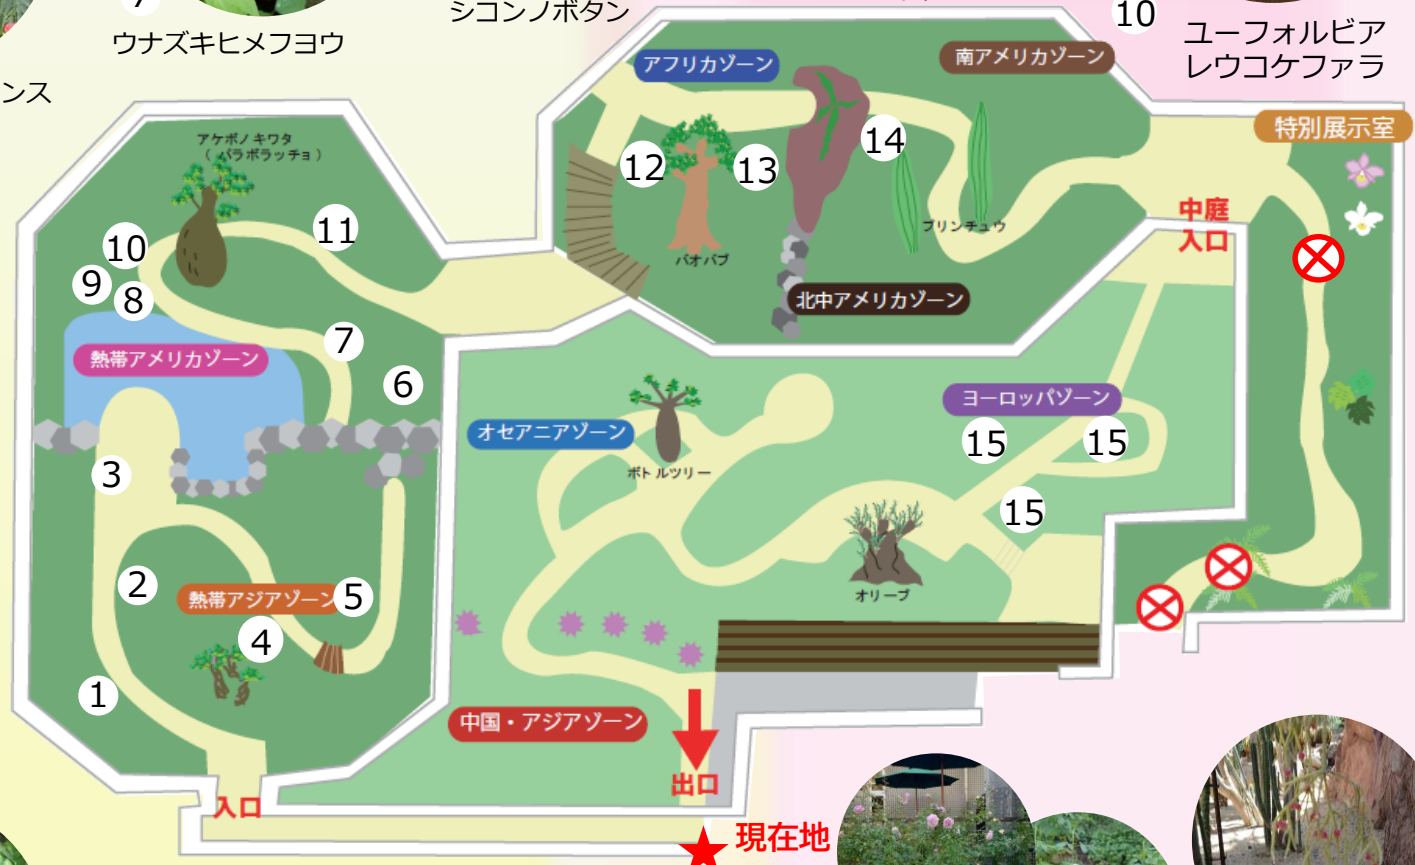 7
シコンノボタン
10
ウナズキヒメフヨウ
ユーフォルビア
レウコケファラ
ンス
アフリカゾーン
南アメリカゾーン
特別展示室
アケボノキワタ
( パラボラッチョ )
12
13
14
中庭
入口
ブリンチュウ
バオバブ
北中アメリカゾーン
10
11
9
8
7
熱帯アメリカゾーン
6
オセアニアゾーン
ボトルツリー
ヨーロッパゾーン
15
15
15
3
2
熱帯アジアゾーン
5
4
オリーブ
1
中国・アジアゾーン
出口
入口
現在地